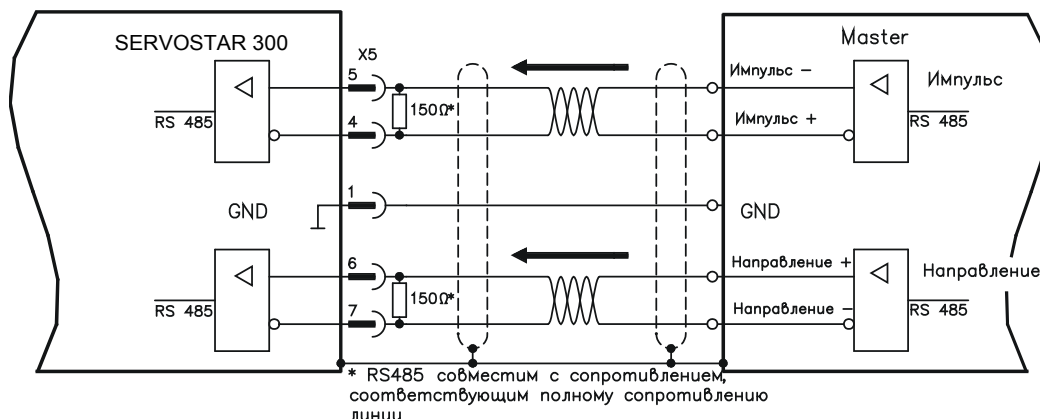 SERVOSTAR 300
X5
Master
5
Импульс –
Импульс
150Ω*
RS 485
4
Импульс +
RS 485
1
GND
GND
6
Направление +
Направление
150Ω*
RS 485
7
Направление –
RS 485
* RS485 совместим с сопротивлением,
соответствующим полному сопротивлению
линии